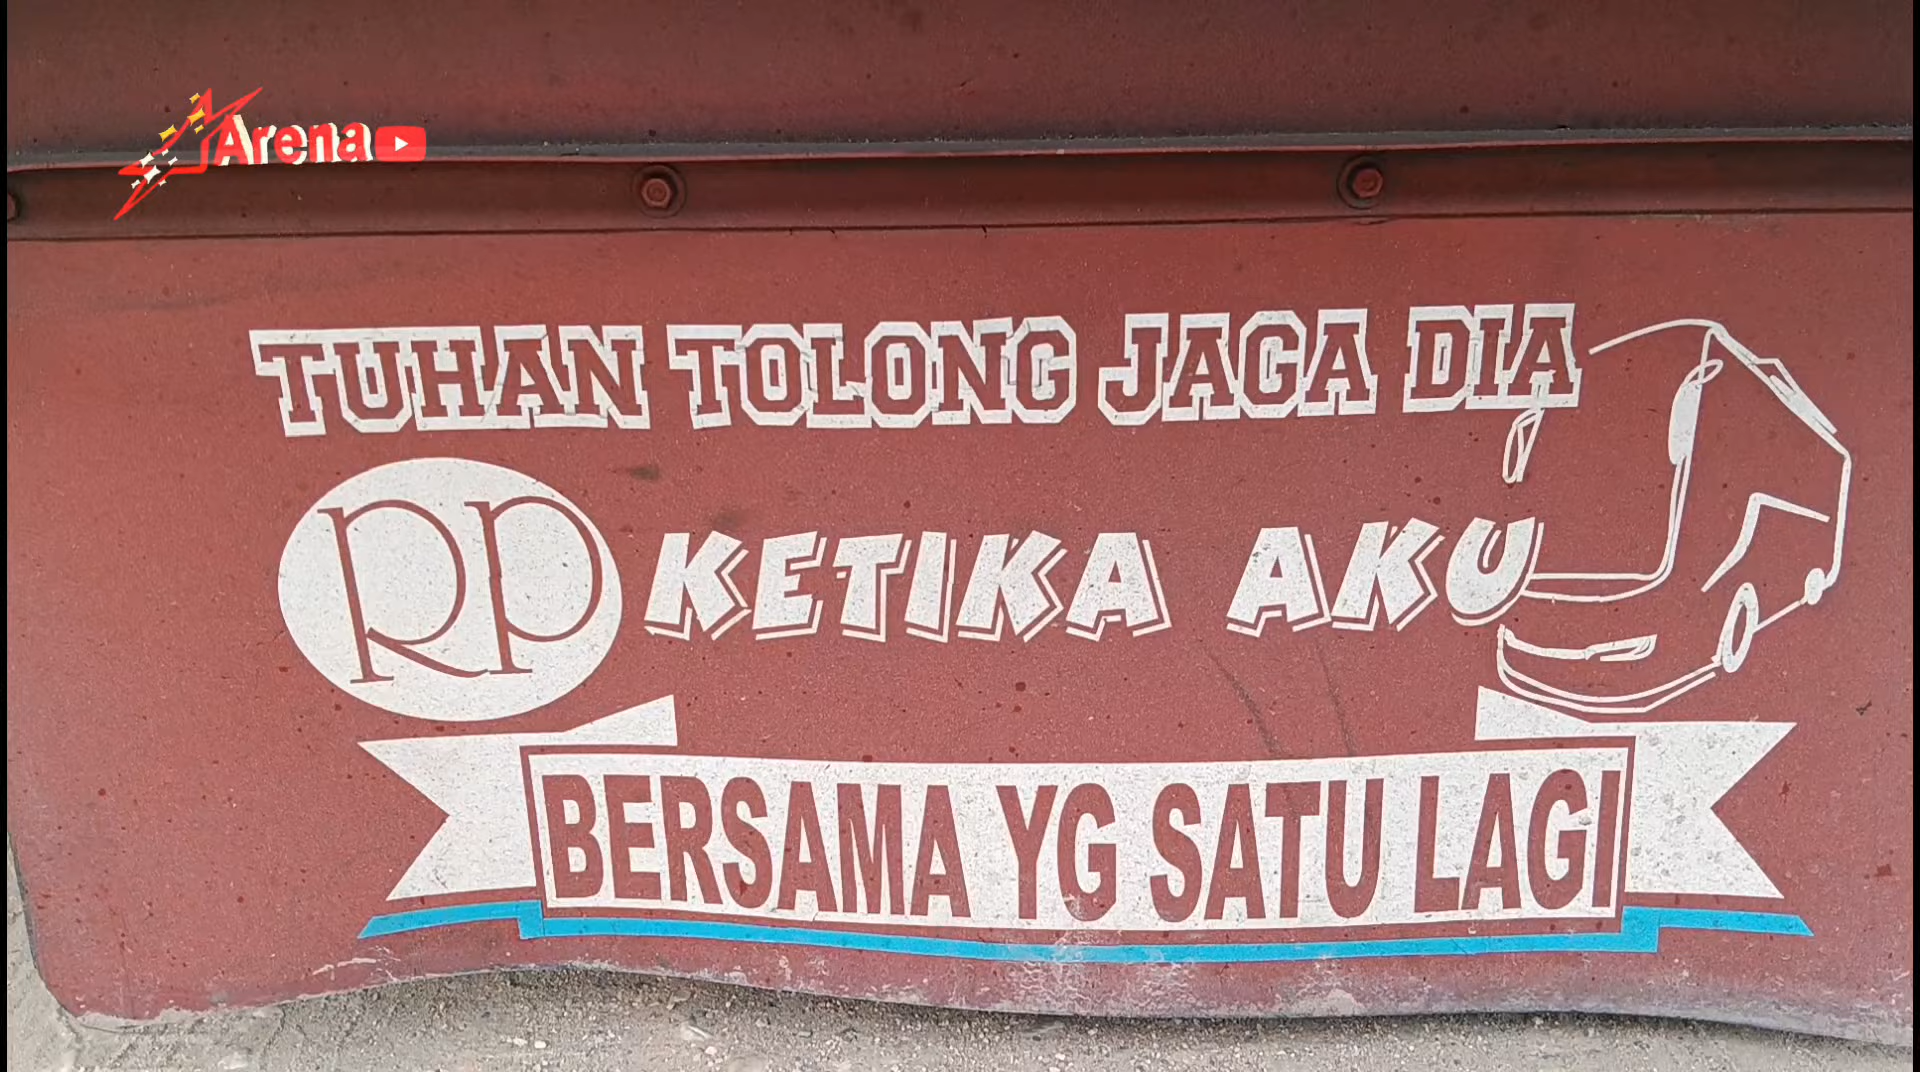 Arena
TUHAN TOLONG JAGA DIA
RP KETIKA AKU
BERSAMA YG SATU LAGI